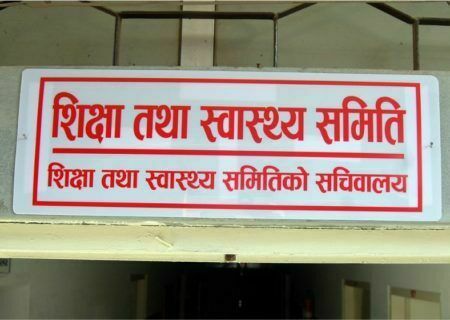 शिक्षा तथा स्वास्थ्य समिति
शिक्षा तथा स्वास्थ्य समितिको सचिवालय